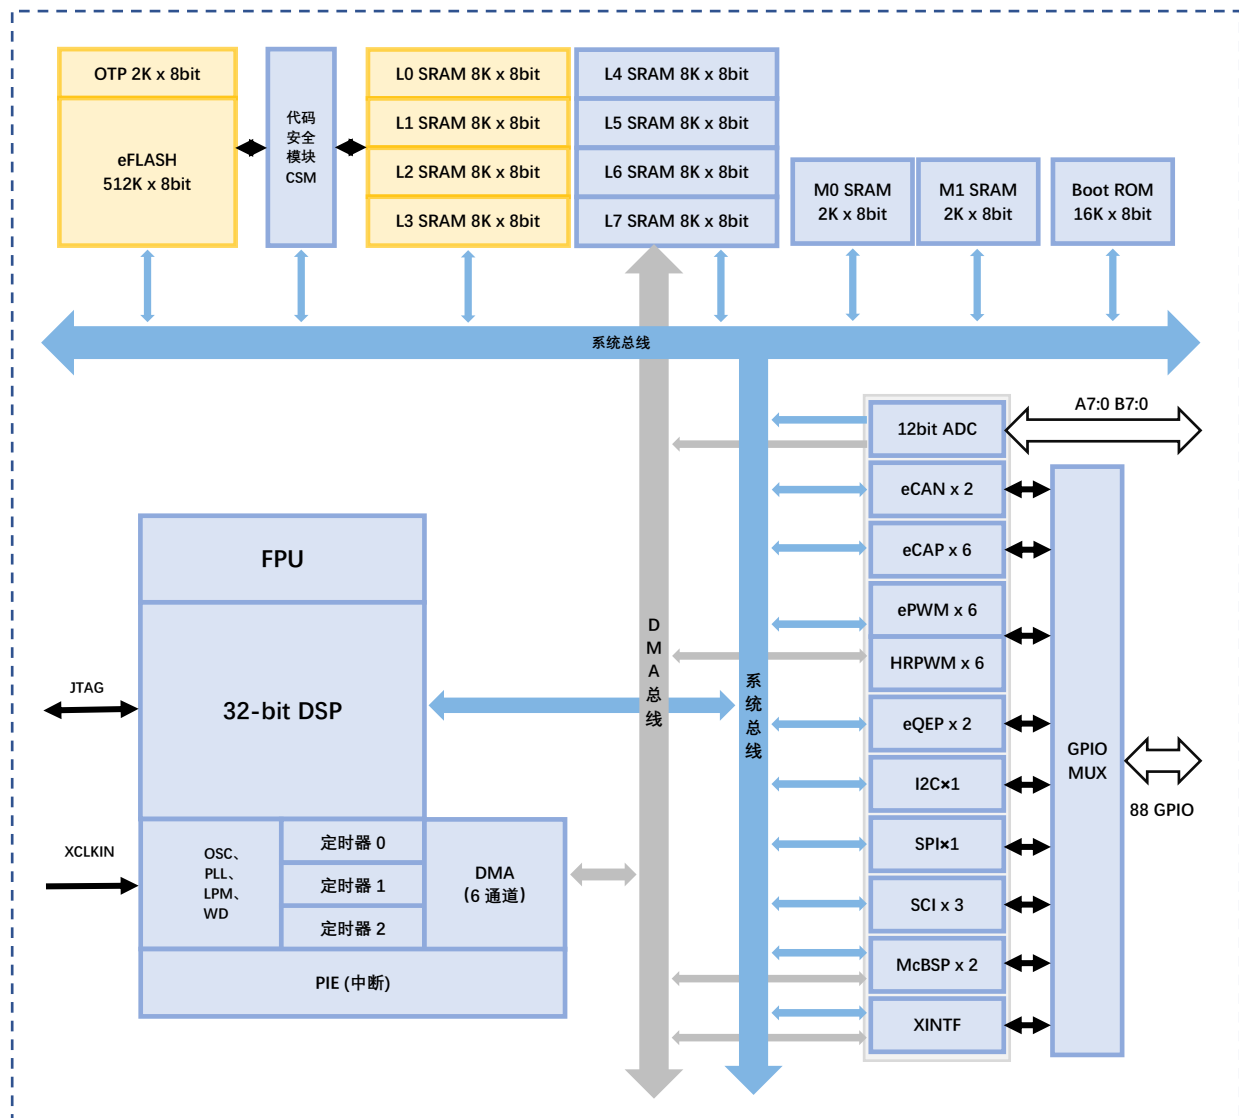 OTP 2K x 8bit
eFLASH
512K x 8bit
代码
安全
模块
CSM
L0 SRAM 8K x 8bit
L1 SRAM 8K x 8bit
L2 SRAM 8K x 8bit
L3 SRAM 8K x 8bit
L4 SRAM 8K x 8bit
L5 SRAM 8K x 8bit
L6 SRAM 8K x 8bit
L7 SRAM 8K x 8bit
M0 SRAM
2K x 8bit
M1 SRAM
2K x 8bit
Boot ROM
16K x 8bit
系统总线
A7:0 B7:0
12bit ADC
eCAN x 2
eCAP x 6
ePWM x 6
HRPWM x 6
eQEP x 2
I2C×1
SPI×1
SCI x 3
McBSP x 2
XINTF
GPIO
MUX
88 GPIO
DMA总线
系统总线
FPU
32-bit DSP
JTAG
XCLKIN
OSC、
PLL、
LPM、
WD
定时器 0
定时器 1
定时器 2
DMA
(6 通道)
PIE (中断)